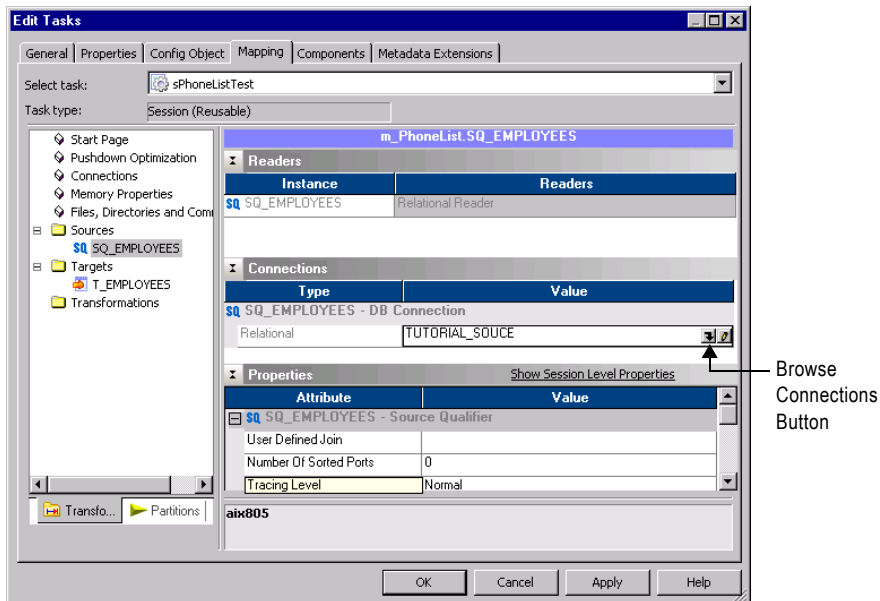 Edit Tasks
General Properties Config Object Mapping Components Metadata Extensions
Select task: sPhoneListTest
Task type: Session (Reusable)
Start Page
Pushdown Optimization
Connections
Memory Properties
Files, Directories and Com
Sources
SQ SQ_EMPLOYEES
Targets
T_EMPLOYEES
Transformations
Transfo... Partitions
m_PhoneList.SQ_EMPLOYEES
Readers
Instance Readers
SQ SQ_EMPLOYEES Relational Reader
Connections
Type Value
SQ SQ_EMPLOYEES - DB Connection
Relational TUTORIAL_SOUCE
Properties Show Session Level Properties
Attribute Value
SQ SQ_EMPLOYEES - Source Qualifier
User Defined Join
Number Of Sorted Ports 0
Tracing Level Normal
aix805
OK Cancel Apply Help
Browse
Connections
Button